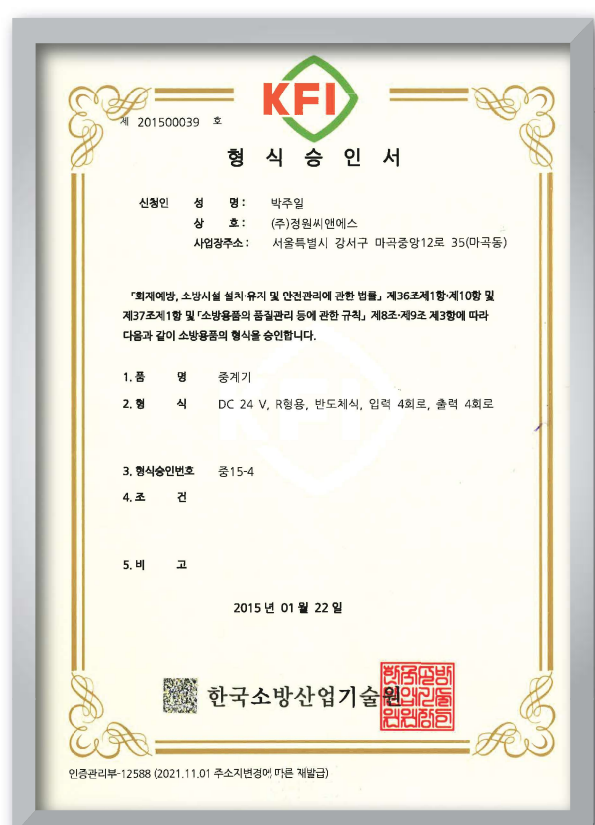 KFI
제 201500039 호
형 식 승 인 서
신청인 성 명 : 박주일
상 호 : (주)정원씨앤에스
사업장주소 : 서울특별시 강서구 마곡중앙12로 35(마곡동)
「화재예방, 소방시설 설치·유지 및 안전관리에 관한 법률」 제36조제1항·제10항 및
제37조제1항 및 「소방용품의 품질관리 등에 관한 규칙」 제8조·제9조 제3항에 따라
다음과 같이 소방용품의 형식을 승인합니다.
1. 품 명 중계기
2. 형 식 DC 24 V, R형용, 반도체식, 입력 4회로, 출력 4회로
KFI
3. 형식승인번호 중15-4
4. 조 건
5. 비 고
2015 년 01 월 22 일
한국소방산업기술원
인증관리부-12588 (2021.11.01 주소지변경에 따른 재발급)